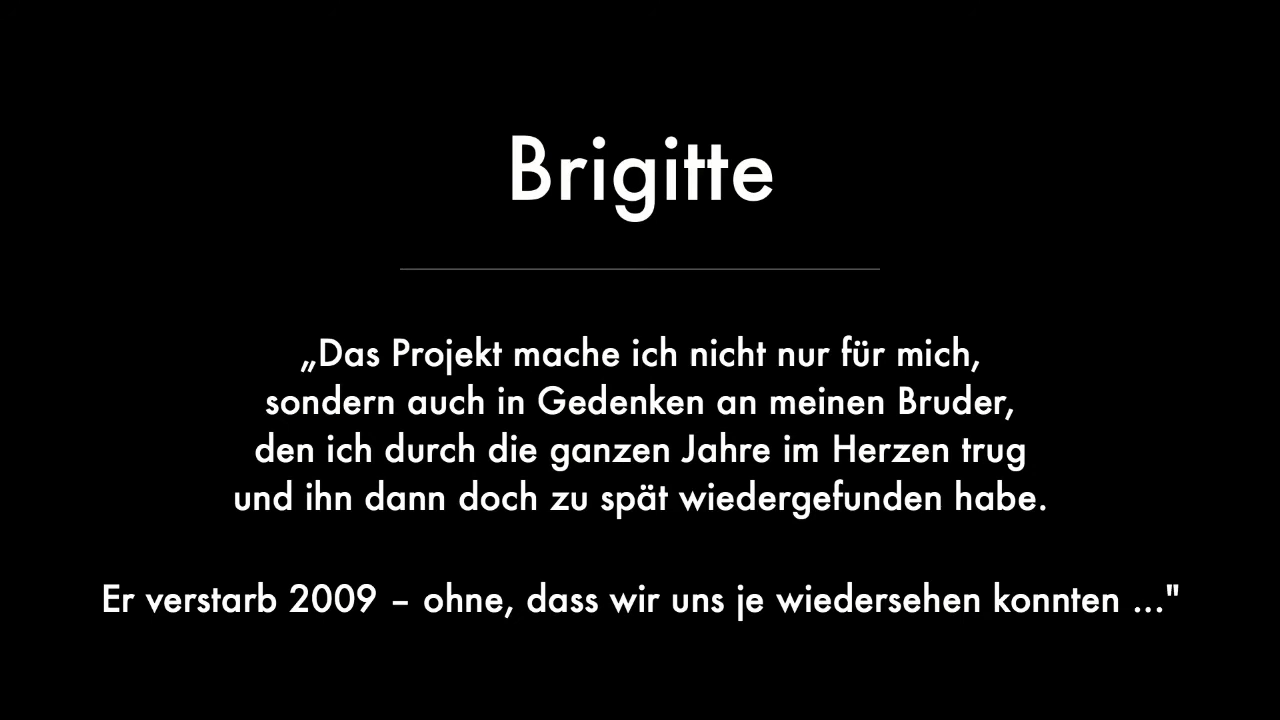 Brigitte
„Das Projekt mache ich nicht nur für mich,
sondern auch in Gedenken an meinen Bruder,
den ich durch die ganzen Jahre im Herzen trug
und ihn dann doch zu spät wiedergefunden habe.
Er verstarb 2009 – ohne, dass wir uns je wiedersehen konnten ..."